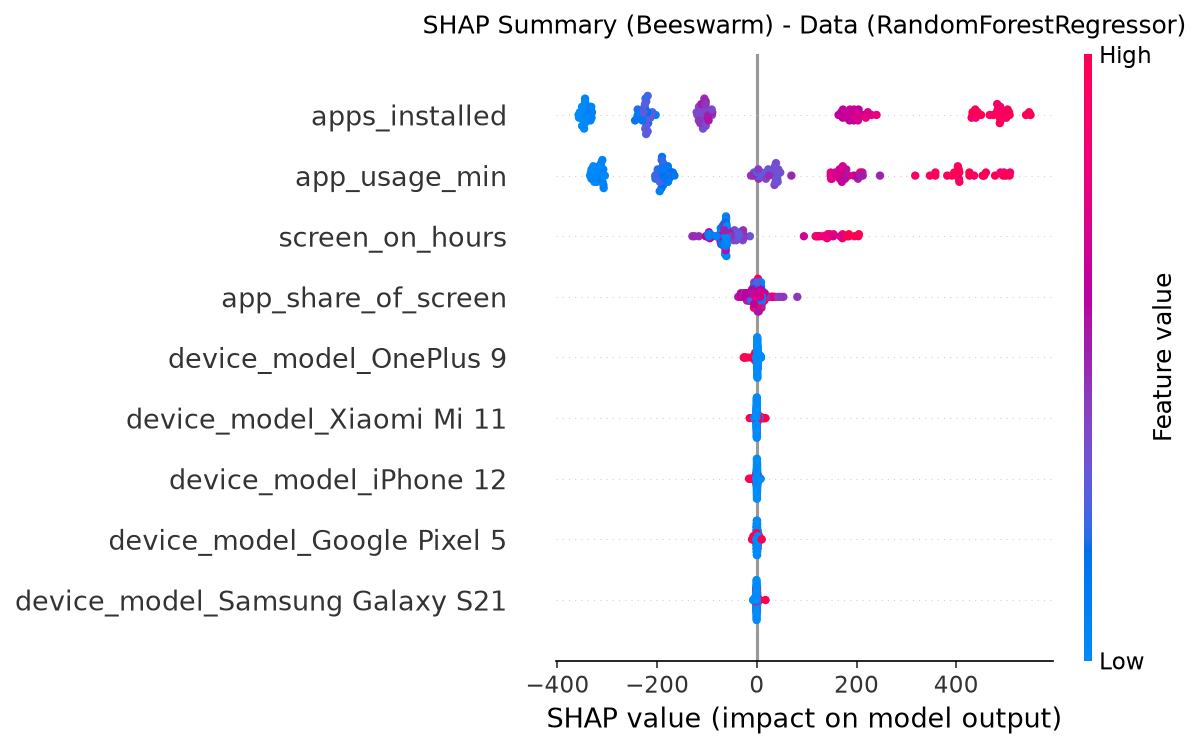 SHAP Summary (Beeswarm) - Data (RandomForestRegressor)
High
apps_installed
app_usage_min
screen_on_hours
app_share_of_screen
device_model_OnePlus 9
device_model_Xiaomi Mi 11
device_model_iPhone 12
device_model_Google Pixel 5
device_model_Samsung Galaxy S21
Feature value
Low
−400 −200 0 200 400
SHAP value (impact on model output)